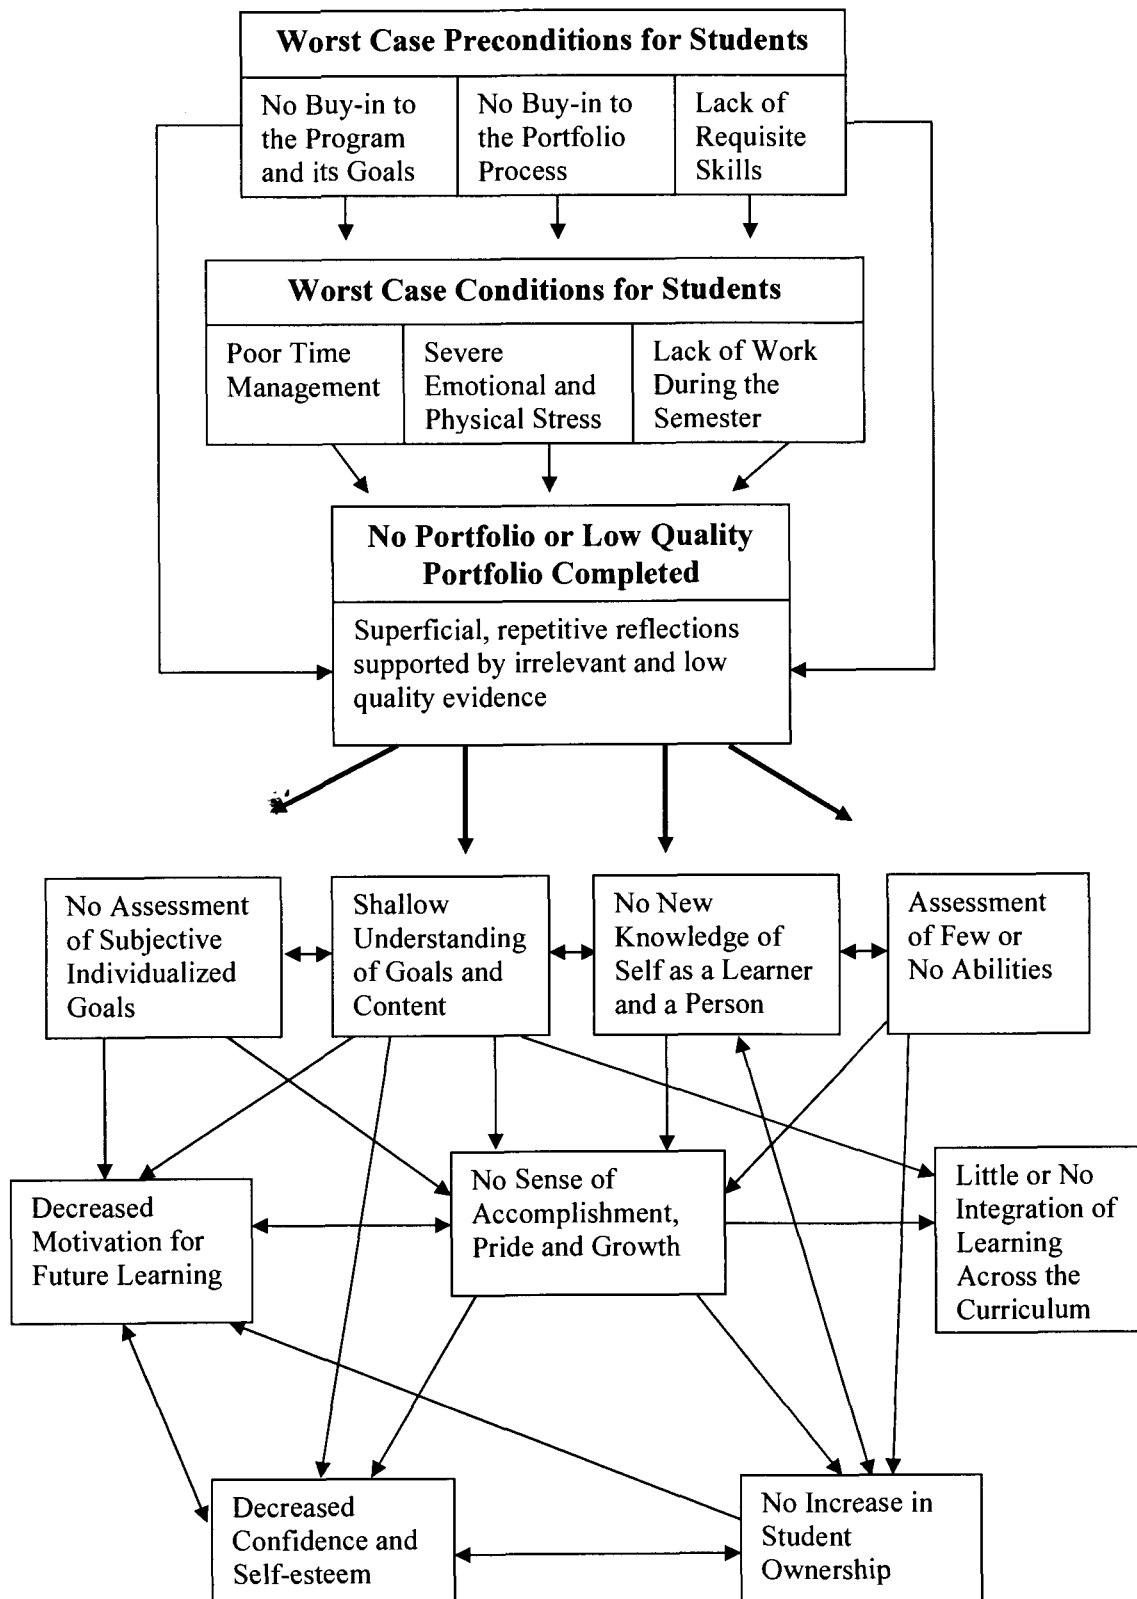 Worst Case Preconditions for Students
No Buy-in to
the Program
and its Goals
No Buy-in to
the Portfolio
Process
Lack of
Requisite
Skills
Worst Case Conditions for Students
Poor Time
Management
Severe
Emotional and
Physical Stress
Lack of Work
During the
Semester
No Portfolio or Low Quality
Portfolio Completed
Superficial, repetitive reflections
supported by irrelevant and low
quality evidence
No Assessment
of Subjective
Individualized
Goals
Shallow
Understanding
of Goals and
Content
No New
Knowledge of
Self as a Learner
and a Person
Assessment
of Few or
No Abilities
Decreased
Motivation for
Future Learning
No Sense of
Accomplishment,
Pride and Growth
Little or No
Integration of
Learning
Across the
Curriculum
Decreased
Confidence and
Self-esteem
No Increase in
Student
Ownership